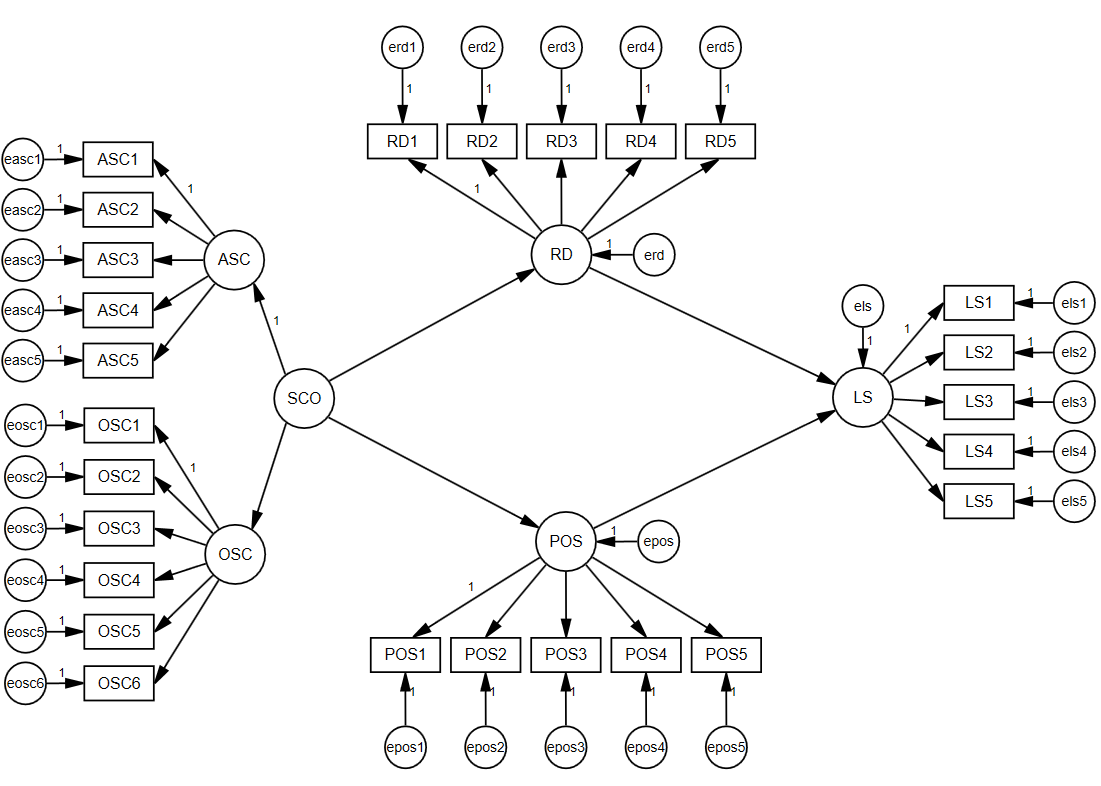 erd1 erd2 erd3 erd4 erd5
1 1 1 1 1
RD1 RD2 RD3 RD4 RD5
1
RD 1 erd
easc1 1 ASC1
1
easc2 1 ASC2
easc3 1 ASC3 ASC
easc4 1 ASC4
easc5 1 ASC5
1
SCO
eosc1 1 OSC1
1
eosc2 1 OSC2
eosc3 1 OSC3
OSC
eosc4 1 OSC4
eosc5 1 OSC5
eosc6 1 OSC6
els
1
LS
1
LS1 1 els1
LS2 1 els2
LS3 1 els3
LS4 1 els4
LS5 1 els5
POS 1 epos
1
POS1 POS2 POS3 POS4 POS5
1 1 1 1 1
epos1 epos2 epos3 epos4 epos5